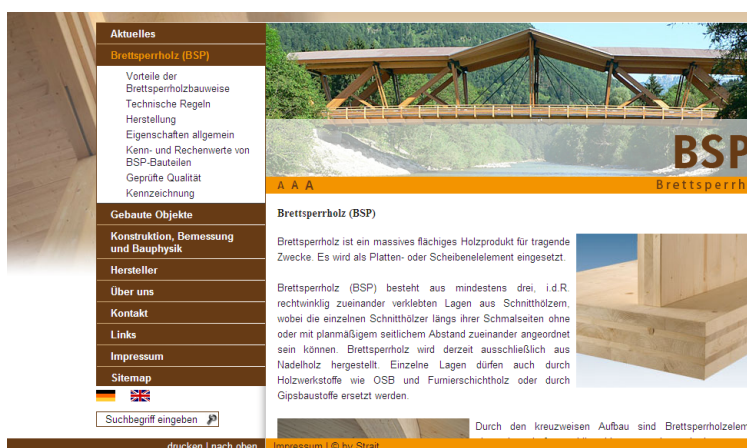 Aktuelles
Brettsperrholz (BSP)
Vorteile der
Brettsperrholzbauweise
Technische Regeln
Herstellung
Eigenschaften allgemein
Kenn- und Rechenwerte von
BSP-Bauteilen
Geprüfte Qualität
Kennzeichnung
Gebaute Objekte
Konstruktion, Bemessung
und Bauphysik
Hersteller
Über uns
Kontakt
Links
Impressum
Sitemap
Suchbegriff eingeben
BSP
A A A
Brettsperrh
Brettsperrholz (BSP)
Brettsperrholz ist ein massives flächiges Holzprodukt für tragende
Zwecke. Es wird als Platten- oder Scheibenelelement eingesetzt.
Brettsperrholz (BSP) besteht aus mindestens drei, i.d.R.
rechtwinklig zueinander verklebten Lagen aus Schnitthölzern,
wobei die einzelnen Schnitthölzer längs ihrer Schmalseiten ohne
oder mit planmäßigem seitlichem Abstand zueinander angeordnet
sein können. Brettsperrholz wird derzeit ausschließlich aus
Nadelholz hergestellt. Einzelne Lagen dürfen auch durch
Holzwerkstoffe wie OSB und Furnierschichtholz oder durch
Gipsbaustoffe ersetzt werden.
Durch den kreuzweisen Aufbau sind Brettsperrholzelem
drucken | nach oben
Impressum | © by Strait